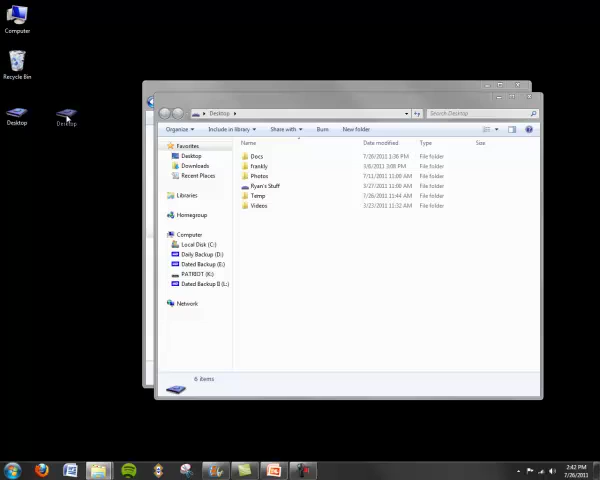 Computer
Recycle Bin
Desktop
Desktop
Desktop
Search Desktop
Organize
Include in library
Share with
Burn
New folder
Name
Date modified
Type
Size
Favorites
Desktop
Downloads
Recent Places
Libraries
Homegroup
Computer
Local Disk (C:)
Daily Backup (D:)
Dated Backup (E:)
PATRIOT (K:)
Dated Backup II (L:)
Network
Docs 7/26/2011 1:36 PM File folder
Frankly 3/6/2011 3:08 PM File folder
Photos 7/11/2011 11:00 AM File folder
Ryan's Stuff 3/27/2011 11:00 AM File folder
Temp 7/26/2011 11:44 AM File folder
Videos 3/23/2011 11:32 AM File folder
6 items
2:42 PM
7/26/2011